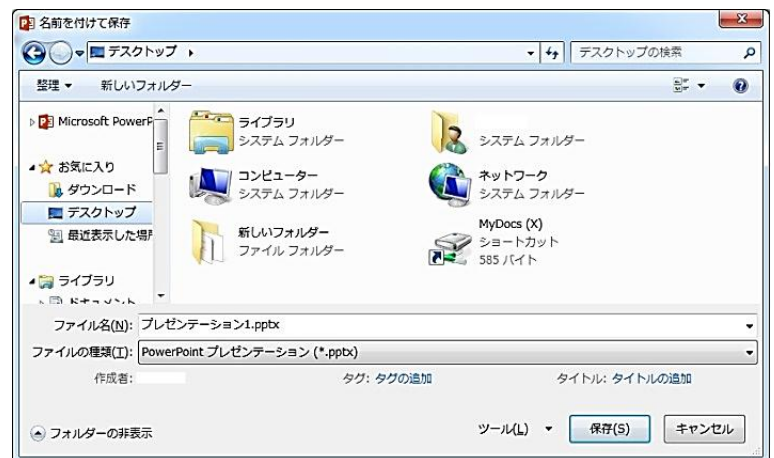 名前を付けて保存
デスクトップ
デスクトップの検索
整理 新しいフォルダー
Microsoft PowerP
お気に入り
ダウンロード
デスクトップ
最近表示した場所
ライブラリ
ドキュメント
ライブラリ
システム フォルダー
システム フォルダー
コンピューター
システム フォルダー
ネットワーク
システム フォルダー
新しいフォルダー
ファイル フォルダー
MyDocs (X)
ショートカット
585 バイト
ファイル名(N): プレゼンテーション1.pptx
ファイルの種類(T): PowerPoint プレゼンテーション (*.pptx)
作成者: タグ: タグの追加 タイトル: タイトルの追加
フォルダーの非表示 ツール(L) 保存(S) キャンセル